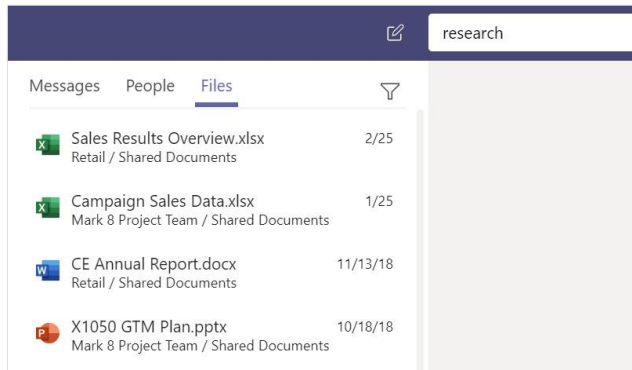 research
Messages People Files
Sales Results Overview.xlsx 2/25
Retail / Shared Documents
Campaign Sales Data.xlsx 1/25
Mark 8 Project Team / Shared Documents
CE Annual Report.docx 11/13/18
Retail / Shared Documents
X1050 GTM Plan.pptx 10/18/18
Mark 8 Project Team / Shared Documents